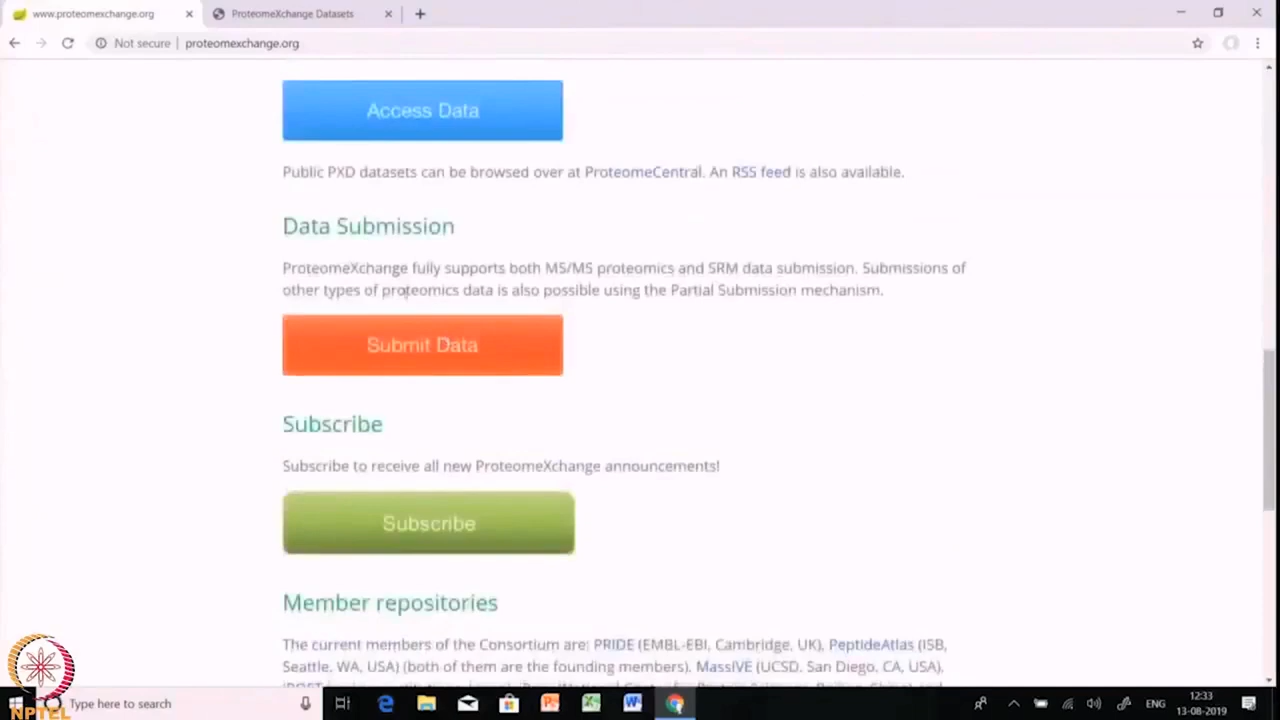 www.proteomexchange.org
ProteomeXchange Datasets
Not secure
proteomexchange.org
Access Data
Public PXD datasets can be browsed over at ProteomeCentral. An RSS feed is also available.
Data Submission
ProteomeXchange fully supports both MS/MS proteomics and SRM data submission. Submissions of
other types of proteomics data is also possible using the Partial Submission mechanism.
Submit Data
Subscribe
Subscribe to receive all new ProteomeXchange announcements!
Subscribe
Member repositories
The current members of the Consortium are: PRIDE (EMBL-EBI, Cambridge, UK), PeptideAtlas (ISB,
Seattle, WA, USA) (both of them are the founding members). MassIVE (UCSD, San Diego, CA, USA),
NPTEL
Type here to search
ENG
12:33
13-08-2019